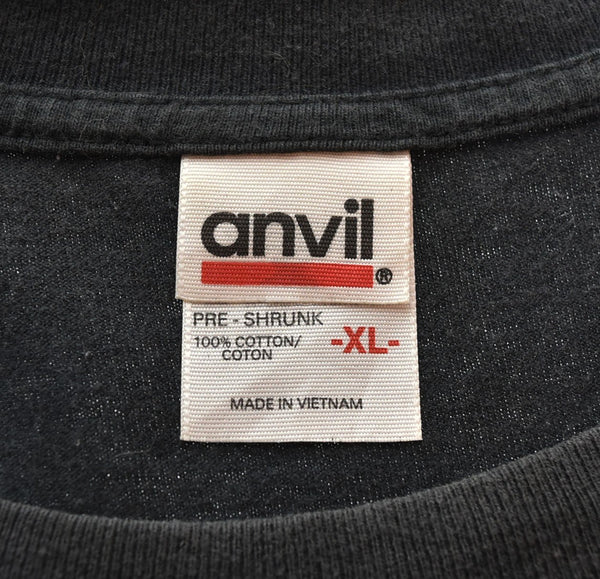 anvil®
PRE - SHRUNK
100% COTTON/
COTON
-XL-
MADE IN VIETNAM